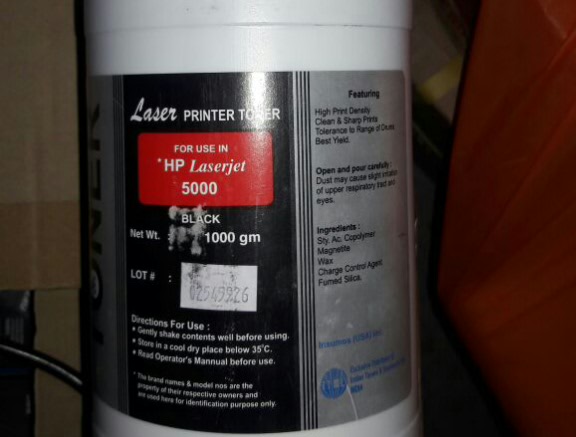 Laser PRINTER TONER
FOR USE IN
*HP Laserjet
5000
BLACK
Net Wt. : 1000 gm
LOT # :
02549926
Directions For Use :
• Gently shake contents well before using.
• Store in a cool dry place below 35°C.
• Read Operator's Mannual before use.
* The brand names & model nos are the
property of their respective owners and
are used here for identification purpose only.
Featuring
High Print Density
Clean & Sharp Prints
Tolerance to Range of Drums
Best Yield.
Open and pour carefully :
Dust may cause slight irritation
of upper respiratory tract and
eyes.
Ingredients :
Sty. Ac. Copolymer
Magnetite
Wax
Charge Control Agent
Fumed Silica.
TONER